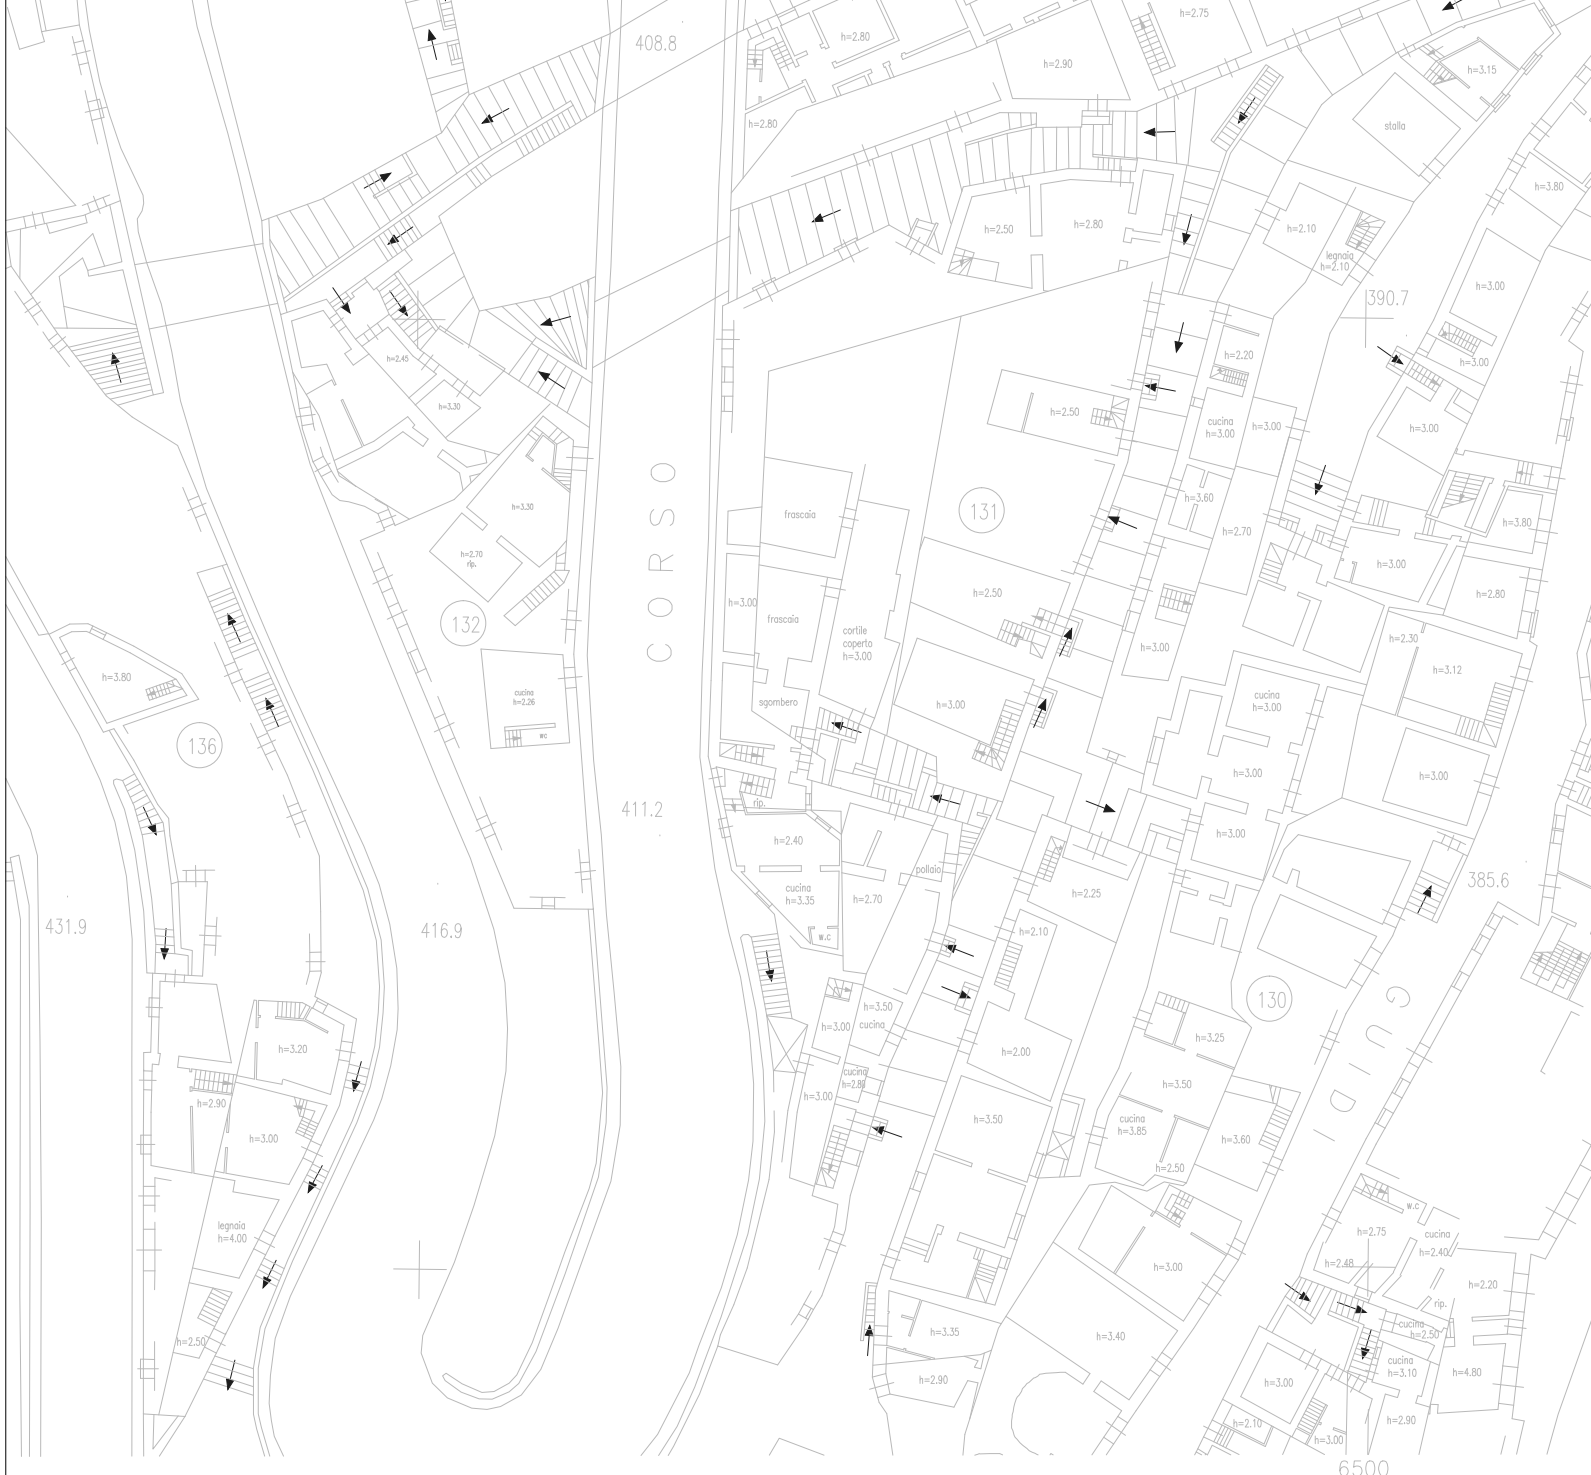 h=2.75
h=2.80
408.8
h=2.90
h=3.15
h=2.80
stalla
h=3.80
h=2.50
h=2.80
h=2.10
legnaia
h=2.10
h=3.00
390.7
h=2.45
h=2.20
h=3.00
h=3.30
h=2.50
cucina
h=3.00
h=3.00
h=3.00
CORSO
frascaia
131
h=3.60
h=3.30
h=3.80
h=2.70
h=2.70
rip.
h=3.00
h=2.50
h=2.80
h=3.00
h=3.00
frascaia
132
cortile
coperto
h=3.00
h=2.30
h=3.80
h=3.12
cucina
h=2.26
wc
sgombero
h=3.00
cucina
h=3.00
136
h=3.00
h=3.00
rip.
411.2
h=3.00
h=2.40
pollaio
cucina
h=3.35
h=2.70
h=2.25
385.6
431.9
416.9
w.c
h=2.10
130
GUIDI
h=3.50
cucina
h=3.00
h=3.25
h=3.20
h=2.00
cucina
h=2.80
h=3.50
h=2.90
h=3.00
cucina
h=3.85
h=3.50
h=3.00
h=3.60
h=2.50
w.c
legnaia
h=4.00
h=2.75
cucina
h=2.40
h=2.48
h=3.00
h=2.20
rip.
cucina
h=2.50
h=2.50
h=3.35
h=3.40
cucina
h=3.10
h=4.80
h=2.90
h=3.00
h=2.10
h=2.90
h=3.00
6500